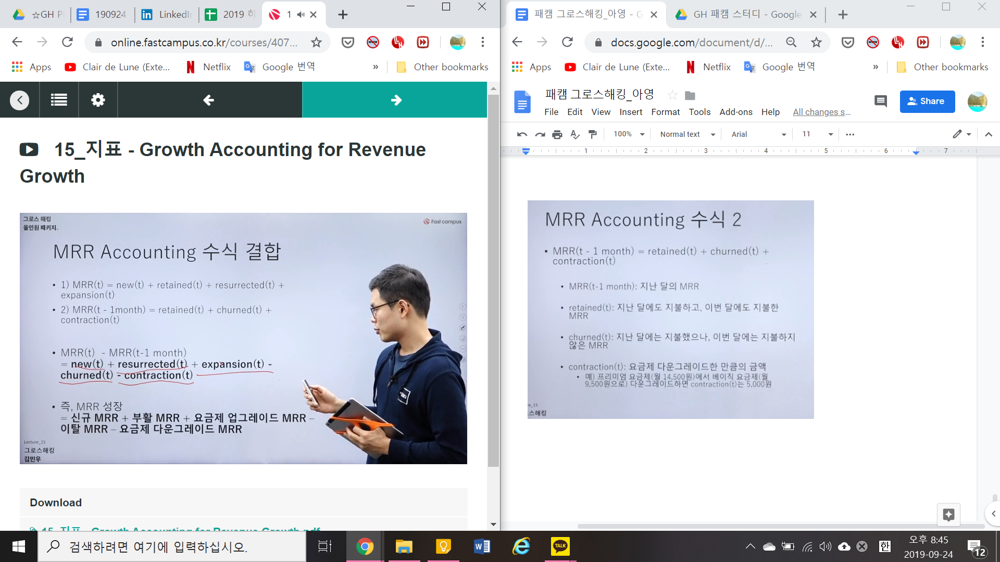 ☆GH P
190924
LinkedIn
2019 하
1
online.fastcampus.co.kr/courses/407...
Apps
Clair de Lune (Exte...
Netflix
Google 번역
»
Other bookmarks
15_지표 - Growth Accounting for Revenue
Growth
그로스 해킹
올인원 패키지.
Fast campus
MRR Accounting 수식 결합
• 1) MRR(t) = new(t) + retained(t) + resurrected(t) +
expansion(t)
• 2) MRR(t - 1month) = retained(t) + churned(t) +
contraction(t)
• MRR(t) - MRR(t-1 month)
= new(t) + resurrected(t) + expansion(t) -
churned(t) - contraction(t)
• 즉, MRR 성장
= 신규 MRR + 부활 MRR + 요금제 업그레이드 MRR –
이탈 MRR – 요금제 다운그레이드 MRR
Lecture_15
그로스해킹
김민우
Download
15_지표 - Growth Accounting for Revenue Growth.pdf
패캠 그로스해킹_아영 - G
GH 패캠 스터디 - Google
docs.google.com/document/d/...
Apps
Clair de Lune (Exte...
Netflix
Google 번역
»
Other bookmarks
패캠 그로스해킹_아영
File Edit View Insert Format Tools Add-ons Help All changes s...
Share
100% Normal text Arial 11
1 2 3 4 5 6 7
MRR Accounting 수식 2
• MRR(t - 1 month) = retained(t) + churned(t) +
contraction(t)
• MRR(t-1 month): 지난 달의 MRR
• retained(t): 지난 달에도 지불하고, 이번 달에도 지불한
MRR
• churned(t): 지난 달에는 지불했으나, 이번 달에는 지불하지
않은 MRR
• contraction(t): 요금제 다운그레이드한 만큼의 금액
• 예) 프리미엄 요금제(월 14,500원)에서 베이직 요금제(월
9,500원으로) 다운그레이드하면 contraction(t)는 5,000원
re_15
스해킹
검색하려면 여기에 입력하십시오.
TALK
한
오후 8:45
2019-09-24
12